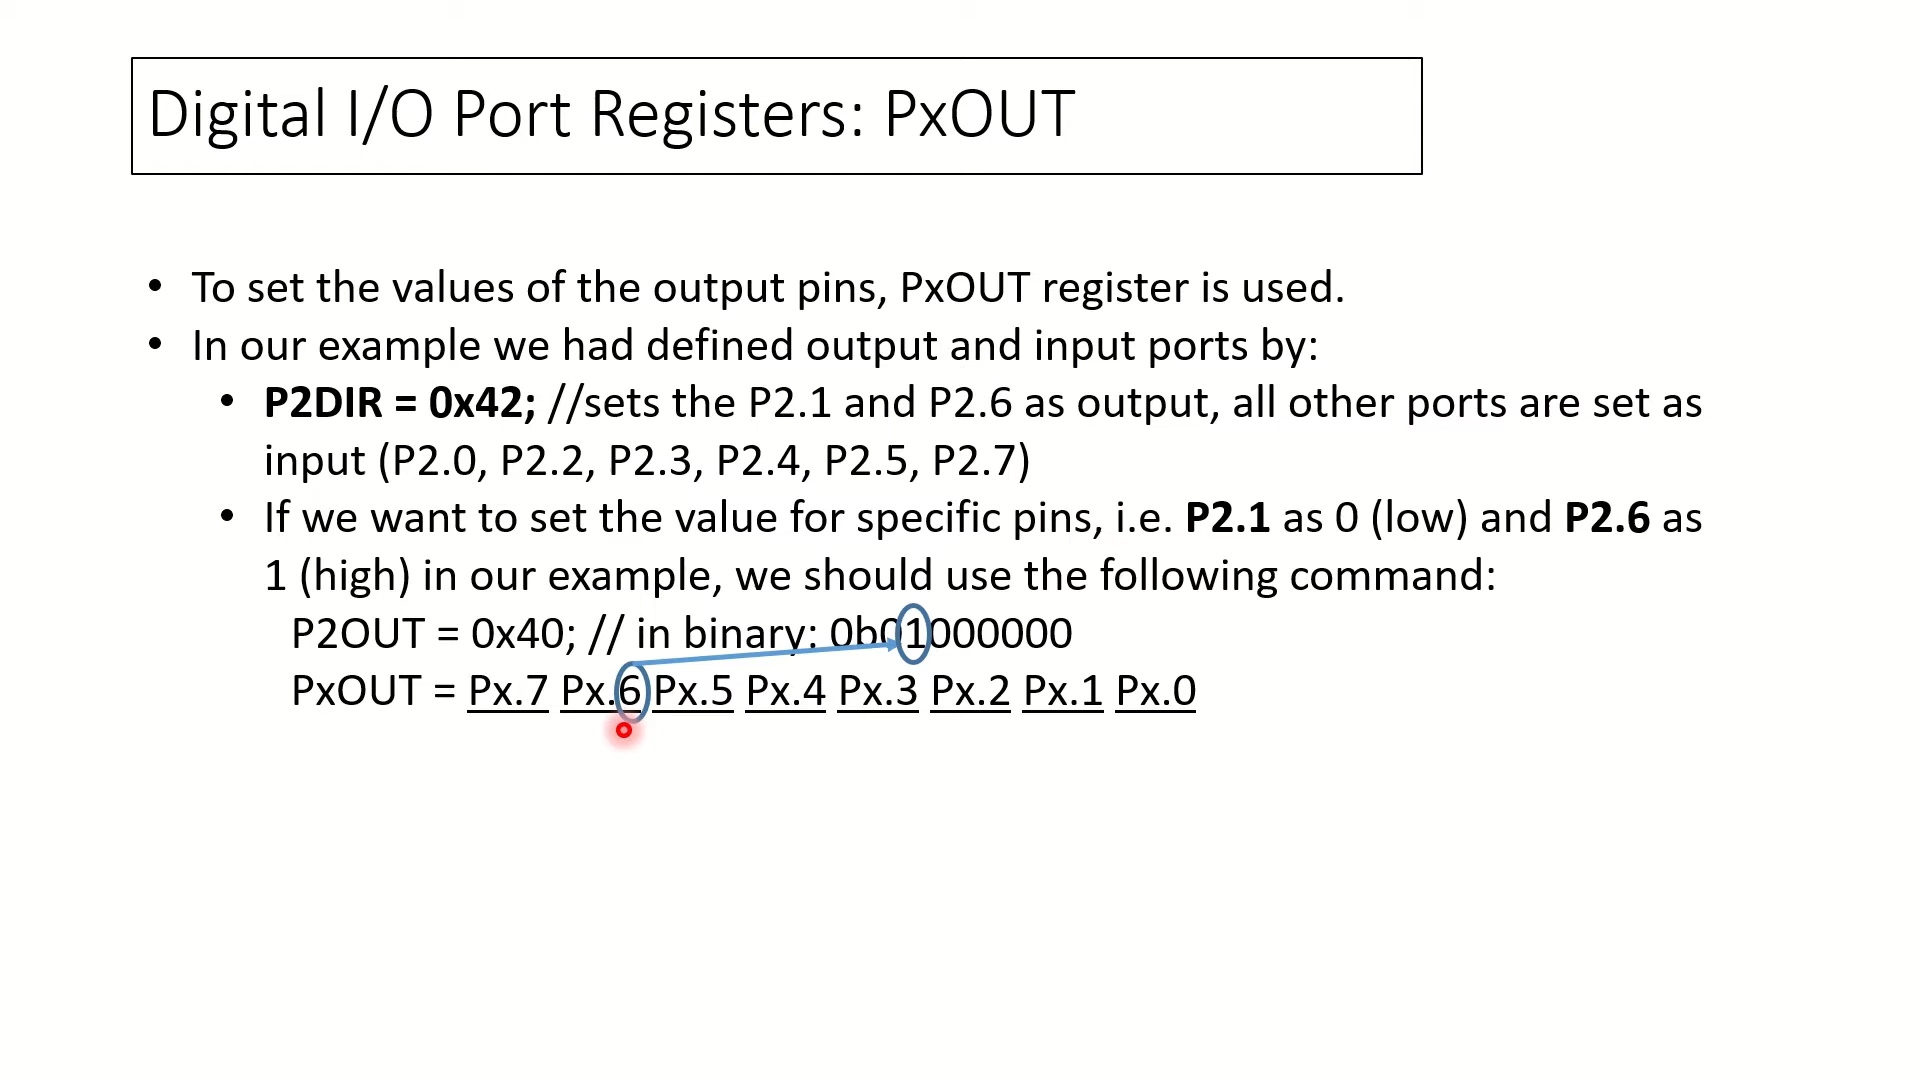 Digital I/O Port Registers: PxOUT
• To set the values of the output pins, PxOUT register is used.
• In our example we had defined output and input ports by:
• P2DIR = 0x42; //sets the P2.1 and P2.6 as output, all other ports are set as
input (P2.0, P2.2, P2.3, P2.4, P2.5, P2.7)
• If we want to set the value for specific pins, i.e. P2.1 as 0 (low) and P2.6 as
1 (high) in our example, we should use the following command:
P2OUT = 0x40; // in binary: 0b01000000
PxOUT = Px.7 Px.6 Px.5 Px.4 Px.3 Px.2 Px.1 Px.0